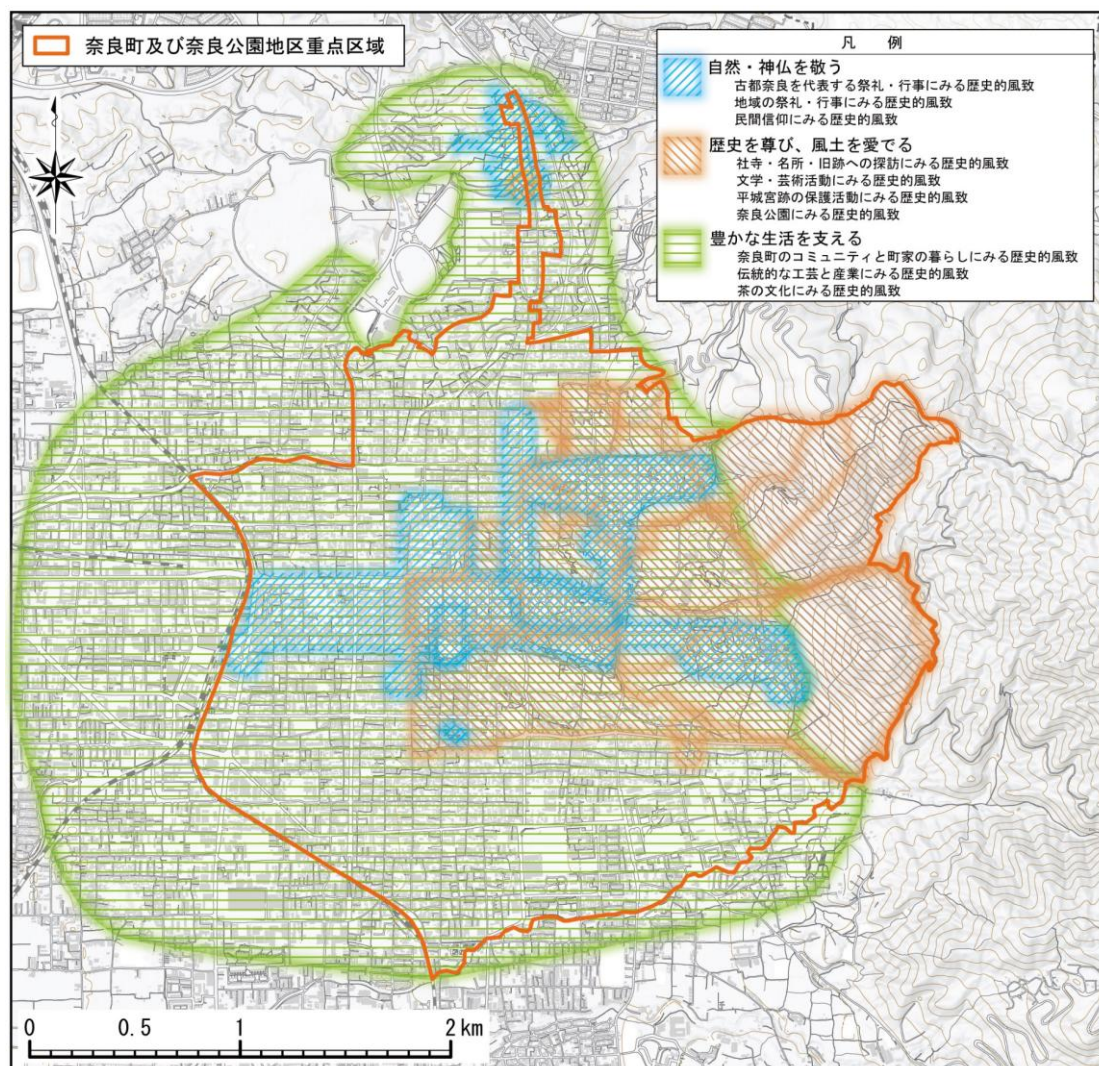 奈良町及び奈良公園地区重点区域
凡　例
自然・神仏を敬う
古都奈良を代表する祭礼・行事にみる歴史的風致
地域の祭礼・行事にみる歴史的風致
民間信仰にみる歴史的風致
歴史を尊び、風土を愛でる
社寺・名所・旧跡への探訪にみる歴史的風致
文学・芸術活動にみる歴史的風致
平城宮跡の保護活動にみる歴史的風致
奈良公園にみる歴史的風致
豊かな生活を支える
奈良町のコミュニティと町家の暮らしにみる歴史的風致
伝統的な工芸と産業にみる歴史的風致
茶の文化にみる歴史的風致
0　0.5　1　2km